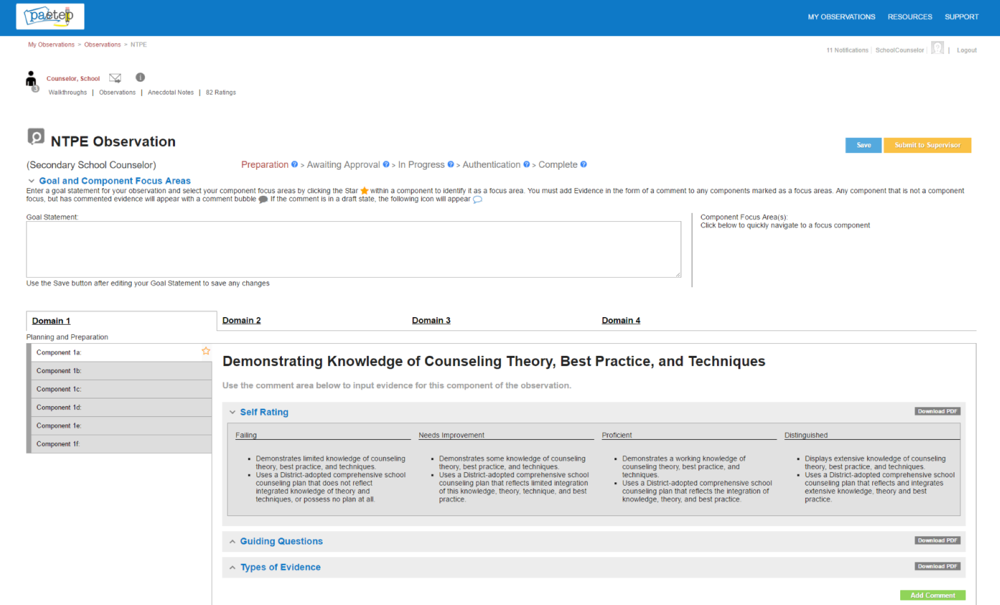 paetep
MY OBSERVATIONS RESOURCES SUPPORT
My Observations > Observations > NTPE
11 Notifications | SchoolCounselor | | Logout
Counselor, School
3
Walkthroughs | Observations | Anecdotal Notes | 82 Ratings
NTPE Observation
Save Submit to Supervisor
(Secondary School Counselor)
Preparation ? > Awaiting Approval ? > In Progress ? > Authentication ? > Complete ?
Goal and Component Focus Areas
Enter a goal statement for your observation and select your component focus areas by clicking the Star within a component to identify it as a focus area. You must add Evidence in the form of a comment to any components marked as a focus areas. Any component that is not a component
focus, but has commented evidence will appear with a comment bubble If the comment is in a draft state, the following icon will appear
Goal Statement:
Component Focus Area(s):
Click below to quickly navigate to a focus component
Use the Save button after editing your Goal Statement to save any changes
Domain 1 Domain 2 Domain 3 Domain 4
Planning and Preparation
Component 1a:
Component 1b:
Component 1c:
Component 1d:
Component 1e:
Component 1f:
Demonstrating Knowledge of Counseling Theory, Best Practice, and Techniques
Use the comment area below to input evidence for this component of the observation.
Self Rating
Download PDF
Failing
Demonstrates limited knowledge of counseling
theory, best practice, and techniques.
Uses a District-adopted comprehensive school
counseling plan that does not reflect
integrated knowledge of theory and
techniques, or possess no plan at all.
Needs Improvement
Demonstrates some knowledge of counseling
theory, best practice, and techniques.
Uses a District-adopted comprehensive school
counseling plan that reflects limited integration
of this knowledge, theory, technique, and best
practice.
Proficient
Demonstrates a working knowledge of
counseling theory, best practice, and
techniques.
Uses a District-adopted comprehensive school
counseling plan that reflects the integration of
knowledge, theory, and best practice.
Distinguished
Displays extensive knowledge of counseling
theory, best practice, and techniques.
Uses a District-adopted comprehensive school
counseling plan that reflects and integrates
extensive knowledge, theory and best
practice.
Guiding Questions
Download PDF
Types of Evidence
Download PDF
Add Comment